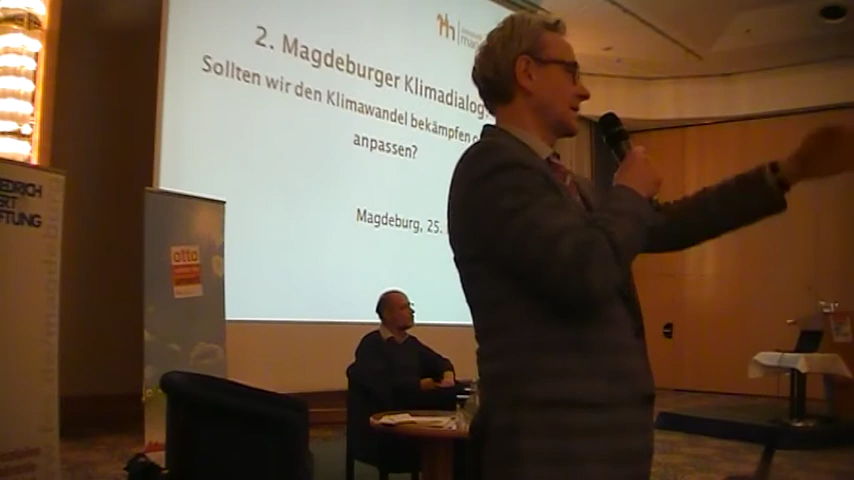 2. Magdeburger Klimadialog:
Sollten wir den Klimawandel bekämpfen o
anpassen?
Magdeburg, 25.
EDRICH
ERT
FTUNG
otto